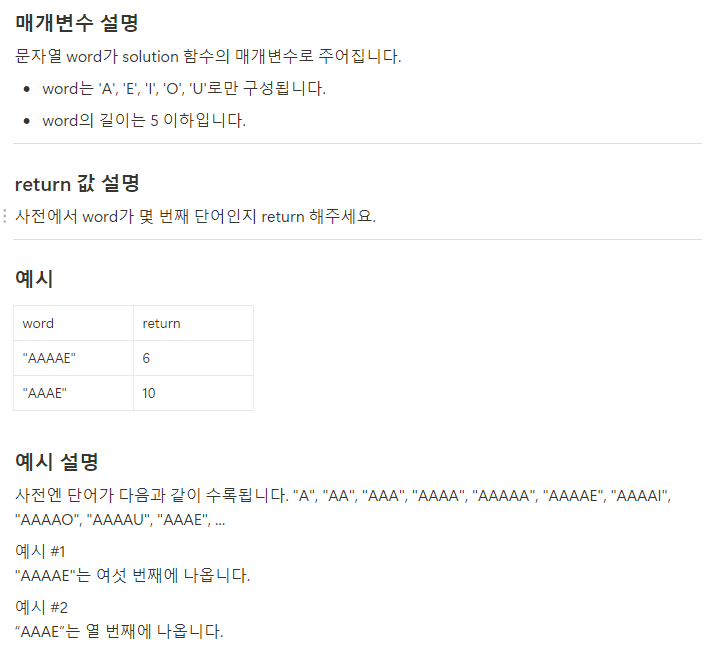 매개변수 설명
문자열 word가 solution 함수의 매개변수로 주어집니다.
• word는 'A', 'E', 'I', 'O', 'U'로만 구성됩니다.
• word의 길이는 5 이하입니다.
return 값 설명
사전에서 word가 몇 번째 단어인지 return 해주세요.
예시
word return
"AAAAE" 6
"AAAE" 10
예시 설명
사전엔 단어가 다음과 같이 수록됩니다. "A", "AA", "AAA", "AAAA", "AAAAA", "AAAAE", "AAAAI",
"AAAAO", "AAAAU", "AAAE", ...
예시 #1
"AAAAE"는 여섯 번째에 나옵니다.
예시 #2
“AAAE”는 열 번째에 나옵니다.